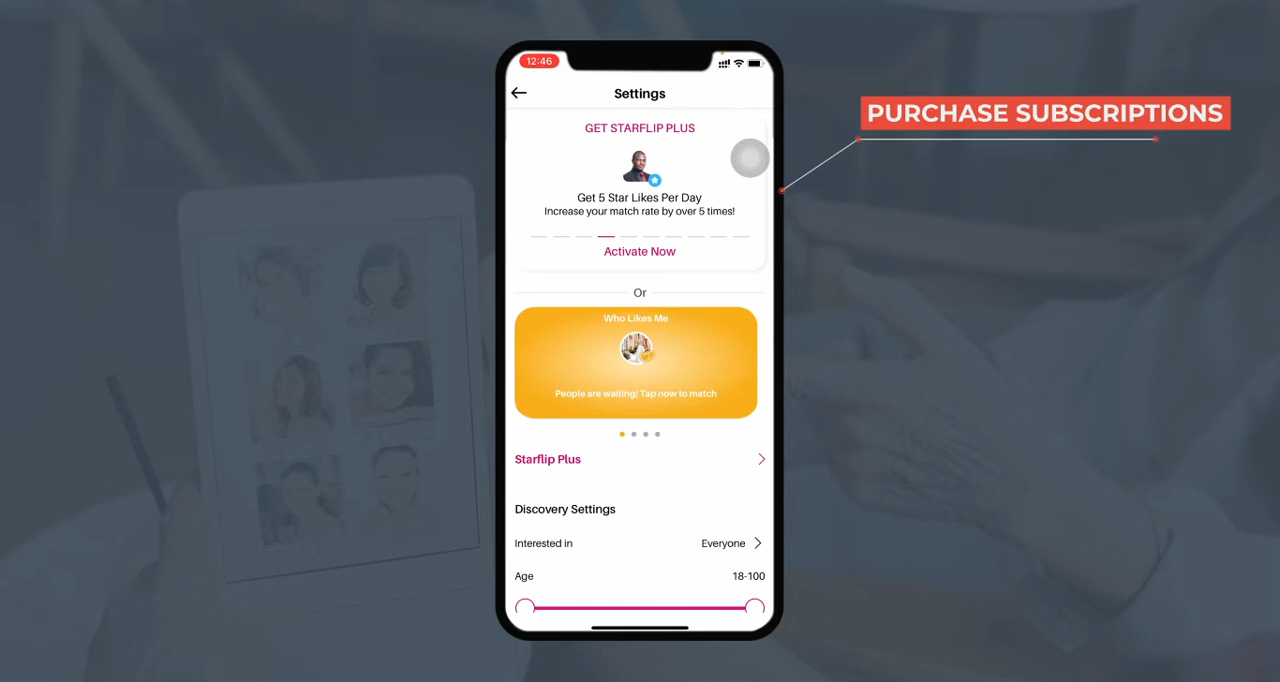 12:46
Settings
GET STARFLIP PLUS
Get 5 Star Likes Per Day
Increase your match rate by over 5 times!
Activate Now
Or
Who Likes Me
People are waiting! Tap now to match
Starflip Plus
Discovery Settings
Interested in Everyone
Age 18-100
PURCHASE SUBSCRIPTIONS